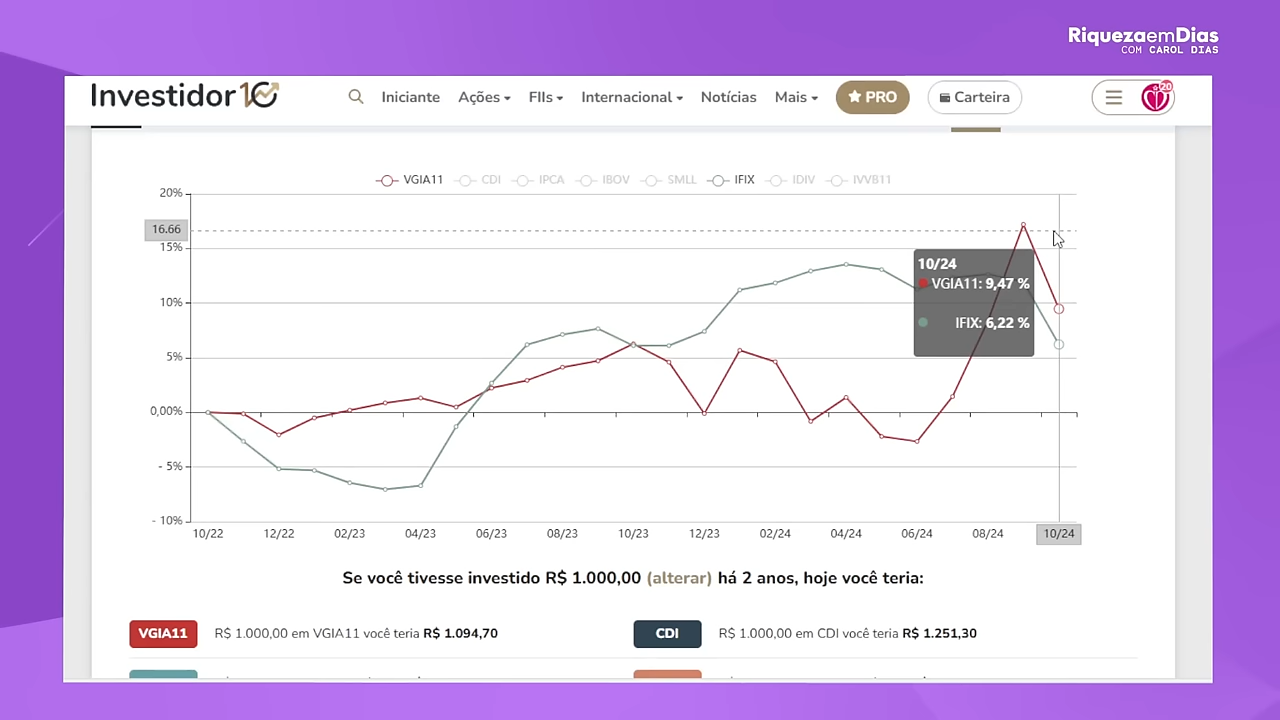 RiquezaemDias
COM CAROL DIAS
Investidor 10
Iniciante Ações FIIs Internacional Notícias Mais PRO Carteira 20
VGIA11 CDI IPCA IBOV SMLL IFIX IDIV IVVB11
20%
16.66
15%
10%
5%
0,00%
- 5%
- 10%
10/24
VGIA11: 9,47 %
IFIX: 6,22 %
10/22 12/22 02/23 04/23 06/23 08/23 10/23 12/23 02/24 04/24 06/24 08/24 10/24
Se você tivesse investido R$ 1.000,00 (alterar) há 2 anos, hoje você teria:
VGIA11 R$ 1.000,00 em VGIA11 você teria R$ 1.094,70
CDI R$ 1.000,00 em CDI você teria R$ 1.251,30